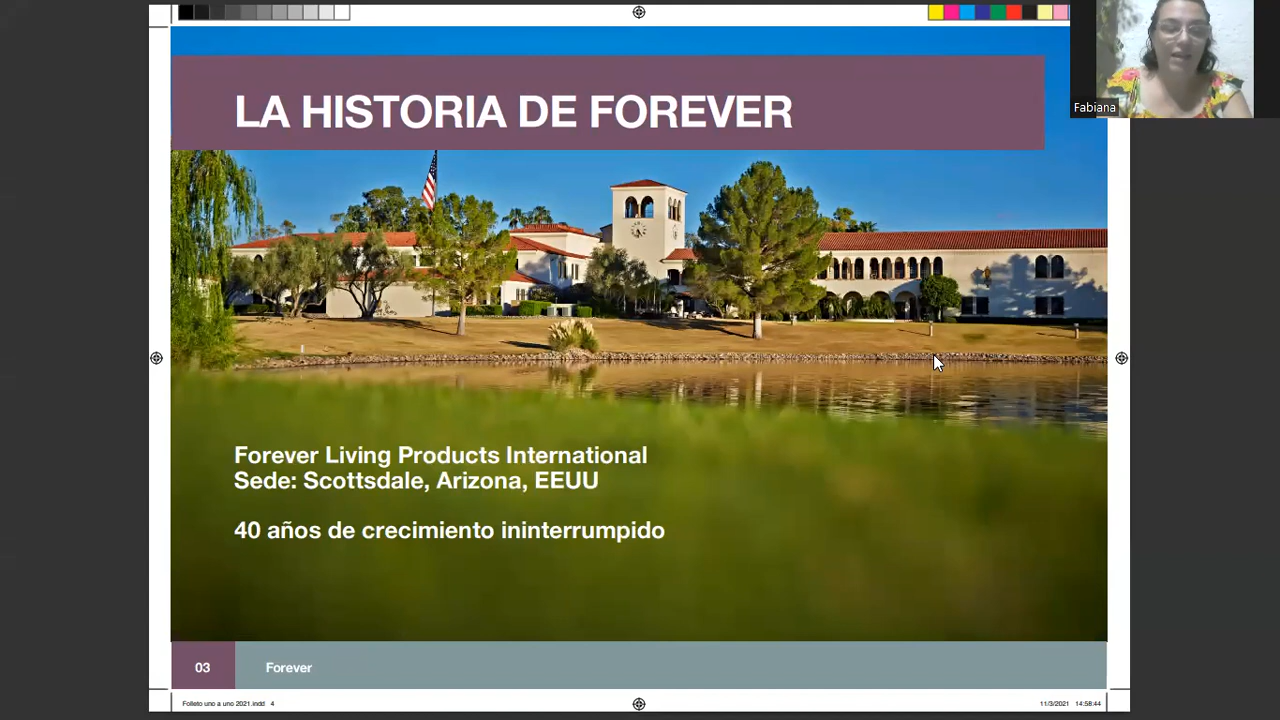 Fabiana
LA HISTORIA DE FOREVER
Forever Living Products International
Sede: Scottsdale, Arizona, EEUU
40 años de crecimiento ininterrumpido
03 Forever
Folleto uno a uno 2021.indd 4 11/3/2021 14:58:44